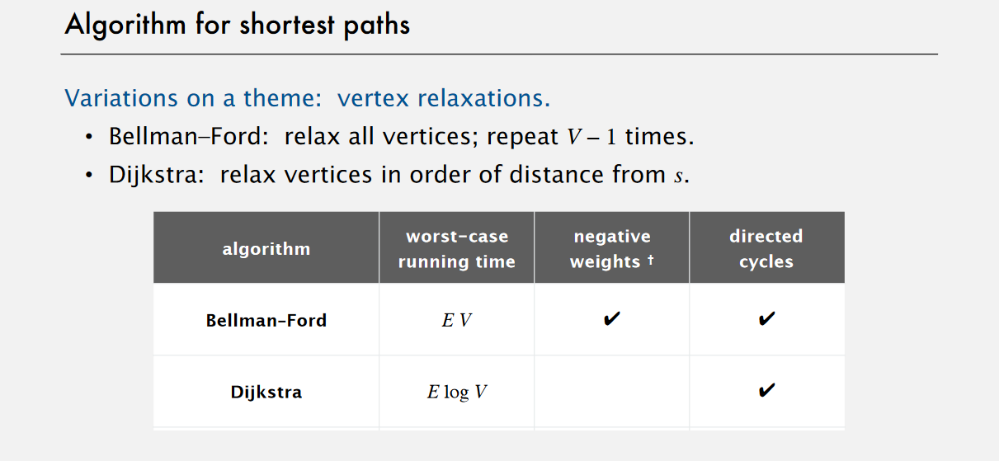 Algorithm for shortest paths
Variations on a theme: vertex relaxations.
• Bellman–Ford: relax all vertices; repeat V – 1 times.
• Dijkstra: relax vertices in order of distance from s.
algorithm
worst–case
running time
negative
weights †
directed
cycles
Bellman–Ford
E V
✔
✔
Dijkstra
E log V
✔